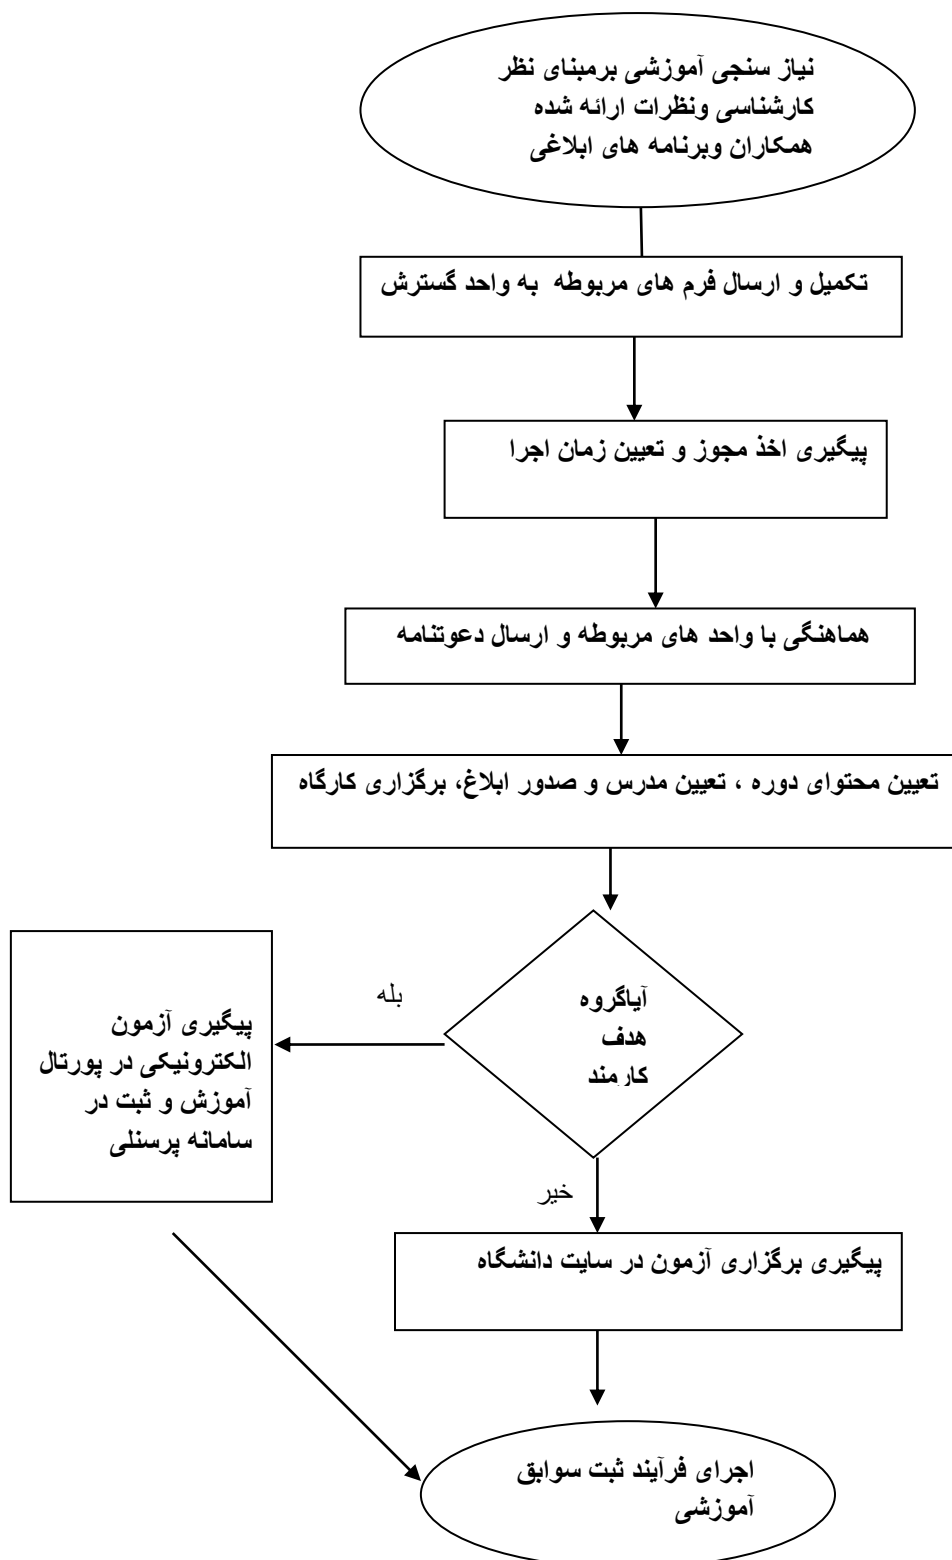 نیاز سنجی آموزشی برمبنای نظر
کارشناسی ونظرات ارائه شده
همکاران وبرنامه های ابلاغی
تکمیل و ارسال فرم های مربوطه به واحد گسترش
پیگیری اخذ مجوز و تعیین زمان اجرا
هماهنگی با واحد های مربوطه و ارسال دعوتنامه
تعیین محتوای دوره ، تعیین مدرس و صدور ابلاغ، برگزاری کارگاه
آیاگروه
هدف
کارمند
بله
پیگیری آزمون
الکترونیکی در پورتال
آموزش و ثبت در
سامانه پرسنلی
خیر
پیگیری برگزاری آزمون در سایت دانشگاه
اجرای فرآیند ثبت سوابق
آموزشی